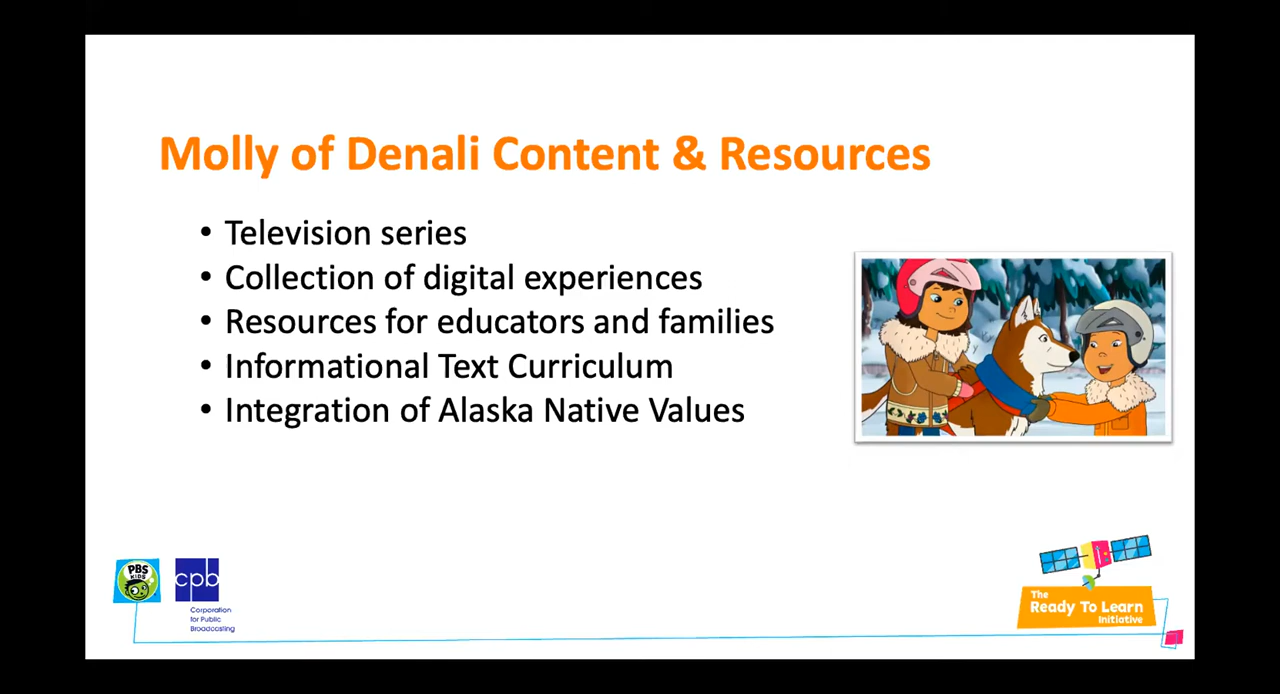 Molly of Denali Content & Resources
• Television series
• Collection of digital experiences
• Resources for educators and families
• Informational Text Curriculum
• Integration of Alaska Native Values
PBS
KIDS
cpb
Corporation
for Public
Broadcasting
The
Ready To Learn
Initiative